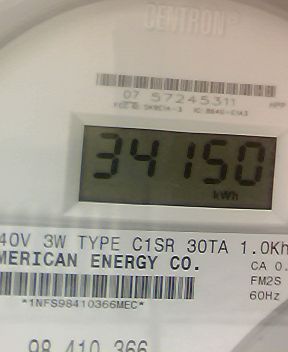 CENTRON®
07 57245311
34150
kWh
40V 3W TYPE C1SR 30TA 1.0Kh
MERICAN ENERGY CO.
CA 0.
FM2S
60Hz
*1NFS98410366MEC*
98 410 366